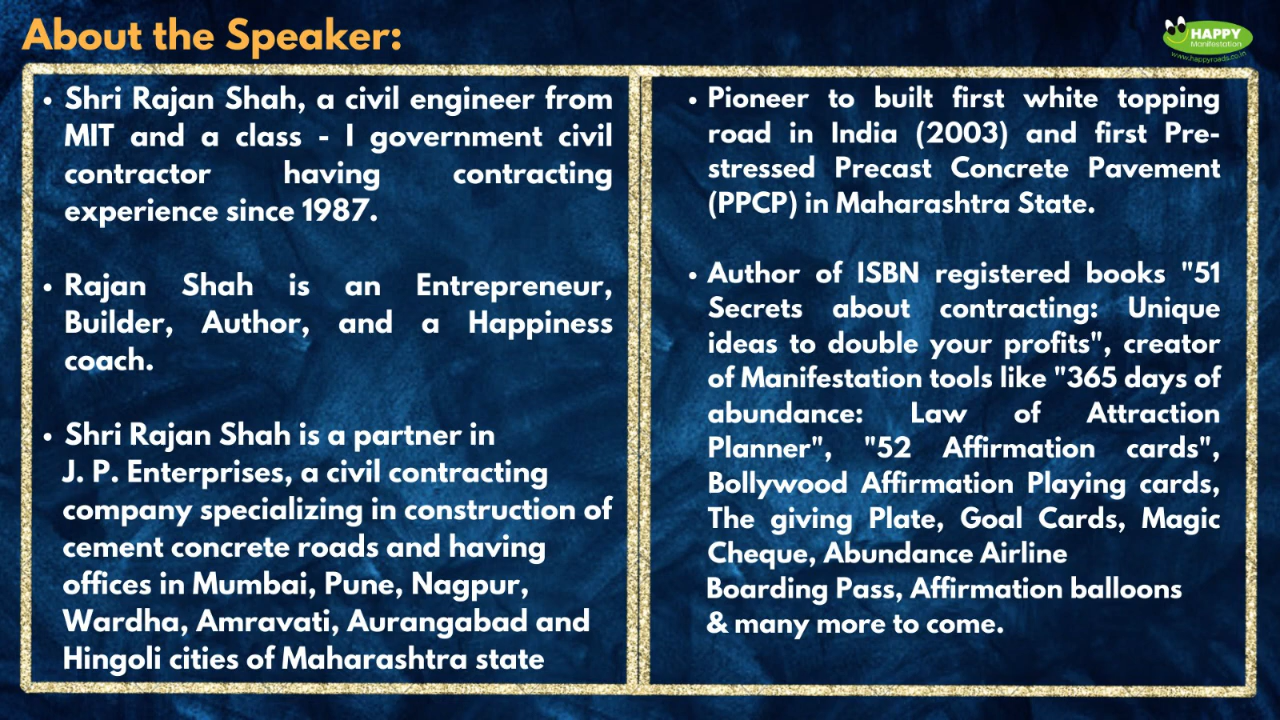 About the Speaker:
HAPPY
Manifestation
www.happyroads.co.in
• Shri Rajan Shah, a civil engineer from
MIT and a class - I government civil
contractor having contracting
experience since 1987.
• Rajan Shah is an Entrepreneur,
Builder, Author, and a Happiness
coach.
• Shri Rajan Shah is a partner in
J. P. Enterprises, a civil contracting
company specializing in construction of
cement concrete roads and having
offices in Mumbai, Pune, Nagpur,
Wardha, Amravati, Aurangabad and
Hingoli cities of Maharashtra state
• Pioneer to built first white topping
road in India (2003) and first Pre-
stressed Precast Concrete Pavement
(PPCP) in Maharashtra State.
• Author of ISBN registered books "51
Secrets about contracting: Unique
ideas to double your profits", creator
of Manifestation tools like "365 days of
abundance: Law of Attraction
Planner", "52 Affirmation cards",
Bollywood Affirmation Playing cards,
The giving Plate, Goal Cards, Magic
Cheque, Abundance Airline
Boarding Pass, Affirmation balloons
& many more to come.